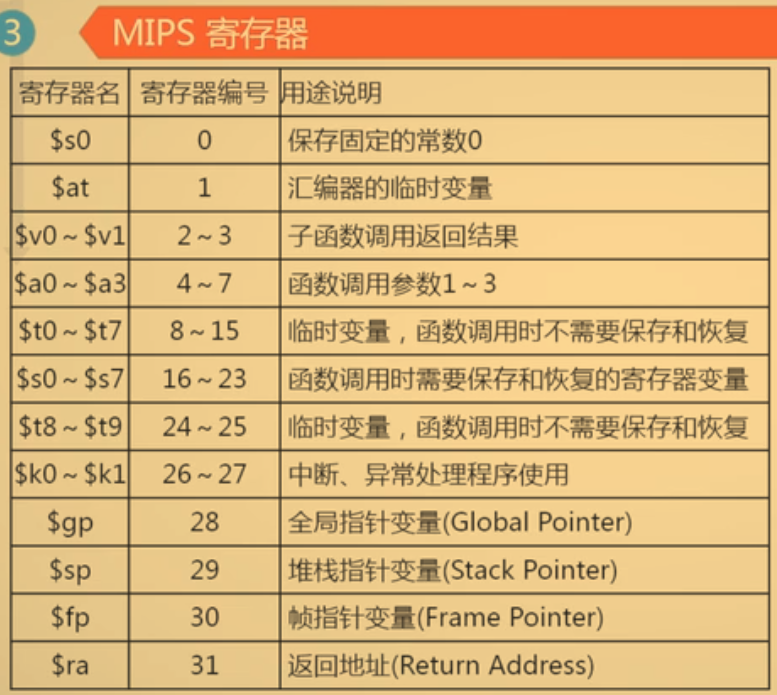 3
MIPS 寄存器
寄存器名 寄存器编号 用途说明
$s0 0 保存固定的常数0
$at 1 汇编器的临时变量
$v0~$v1 2~3 子函数调用返回结果
$a0~$a3 4~7 函数调用参数1~3
$t0~$t7 8~15 临时变量，函数调用时不需要保存和恢复
$s0~$s7 16~23 函数调用时需要保存和恢复的寄存器变量
$t8~$t9 24~25 临时变量，函数调用时不需要保存和恢复
$k0~$k1 26~27 中断、异常处理程序使用
$gp 28 全局指针变量(Global Pointer)
$sp 29 堆栈指针变量(Stack Pointer)
$fp 30 帧指针变量(Frame Pointer)
$ra 31 返回地址(Return Address)